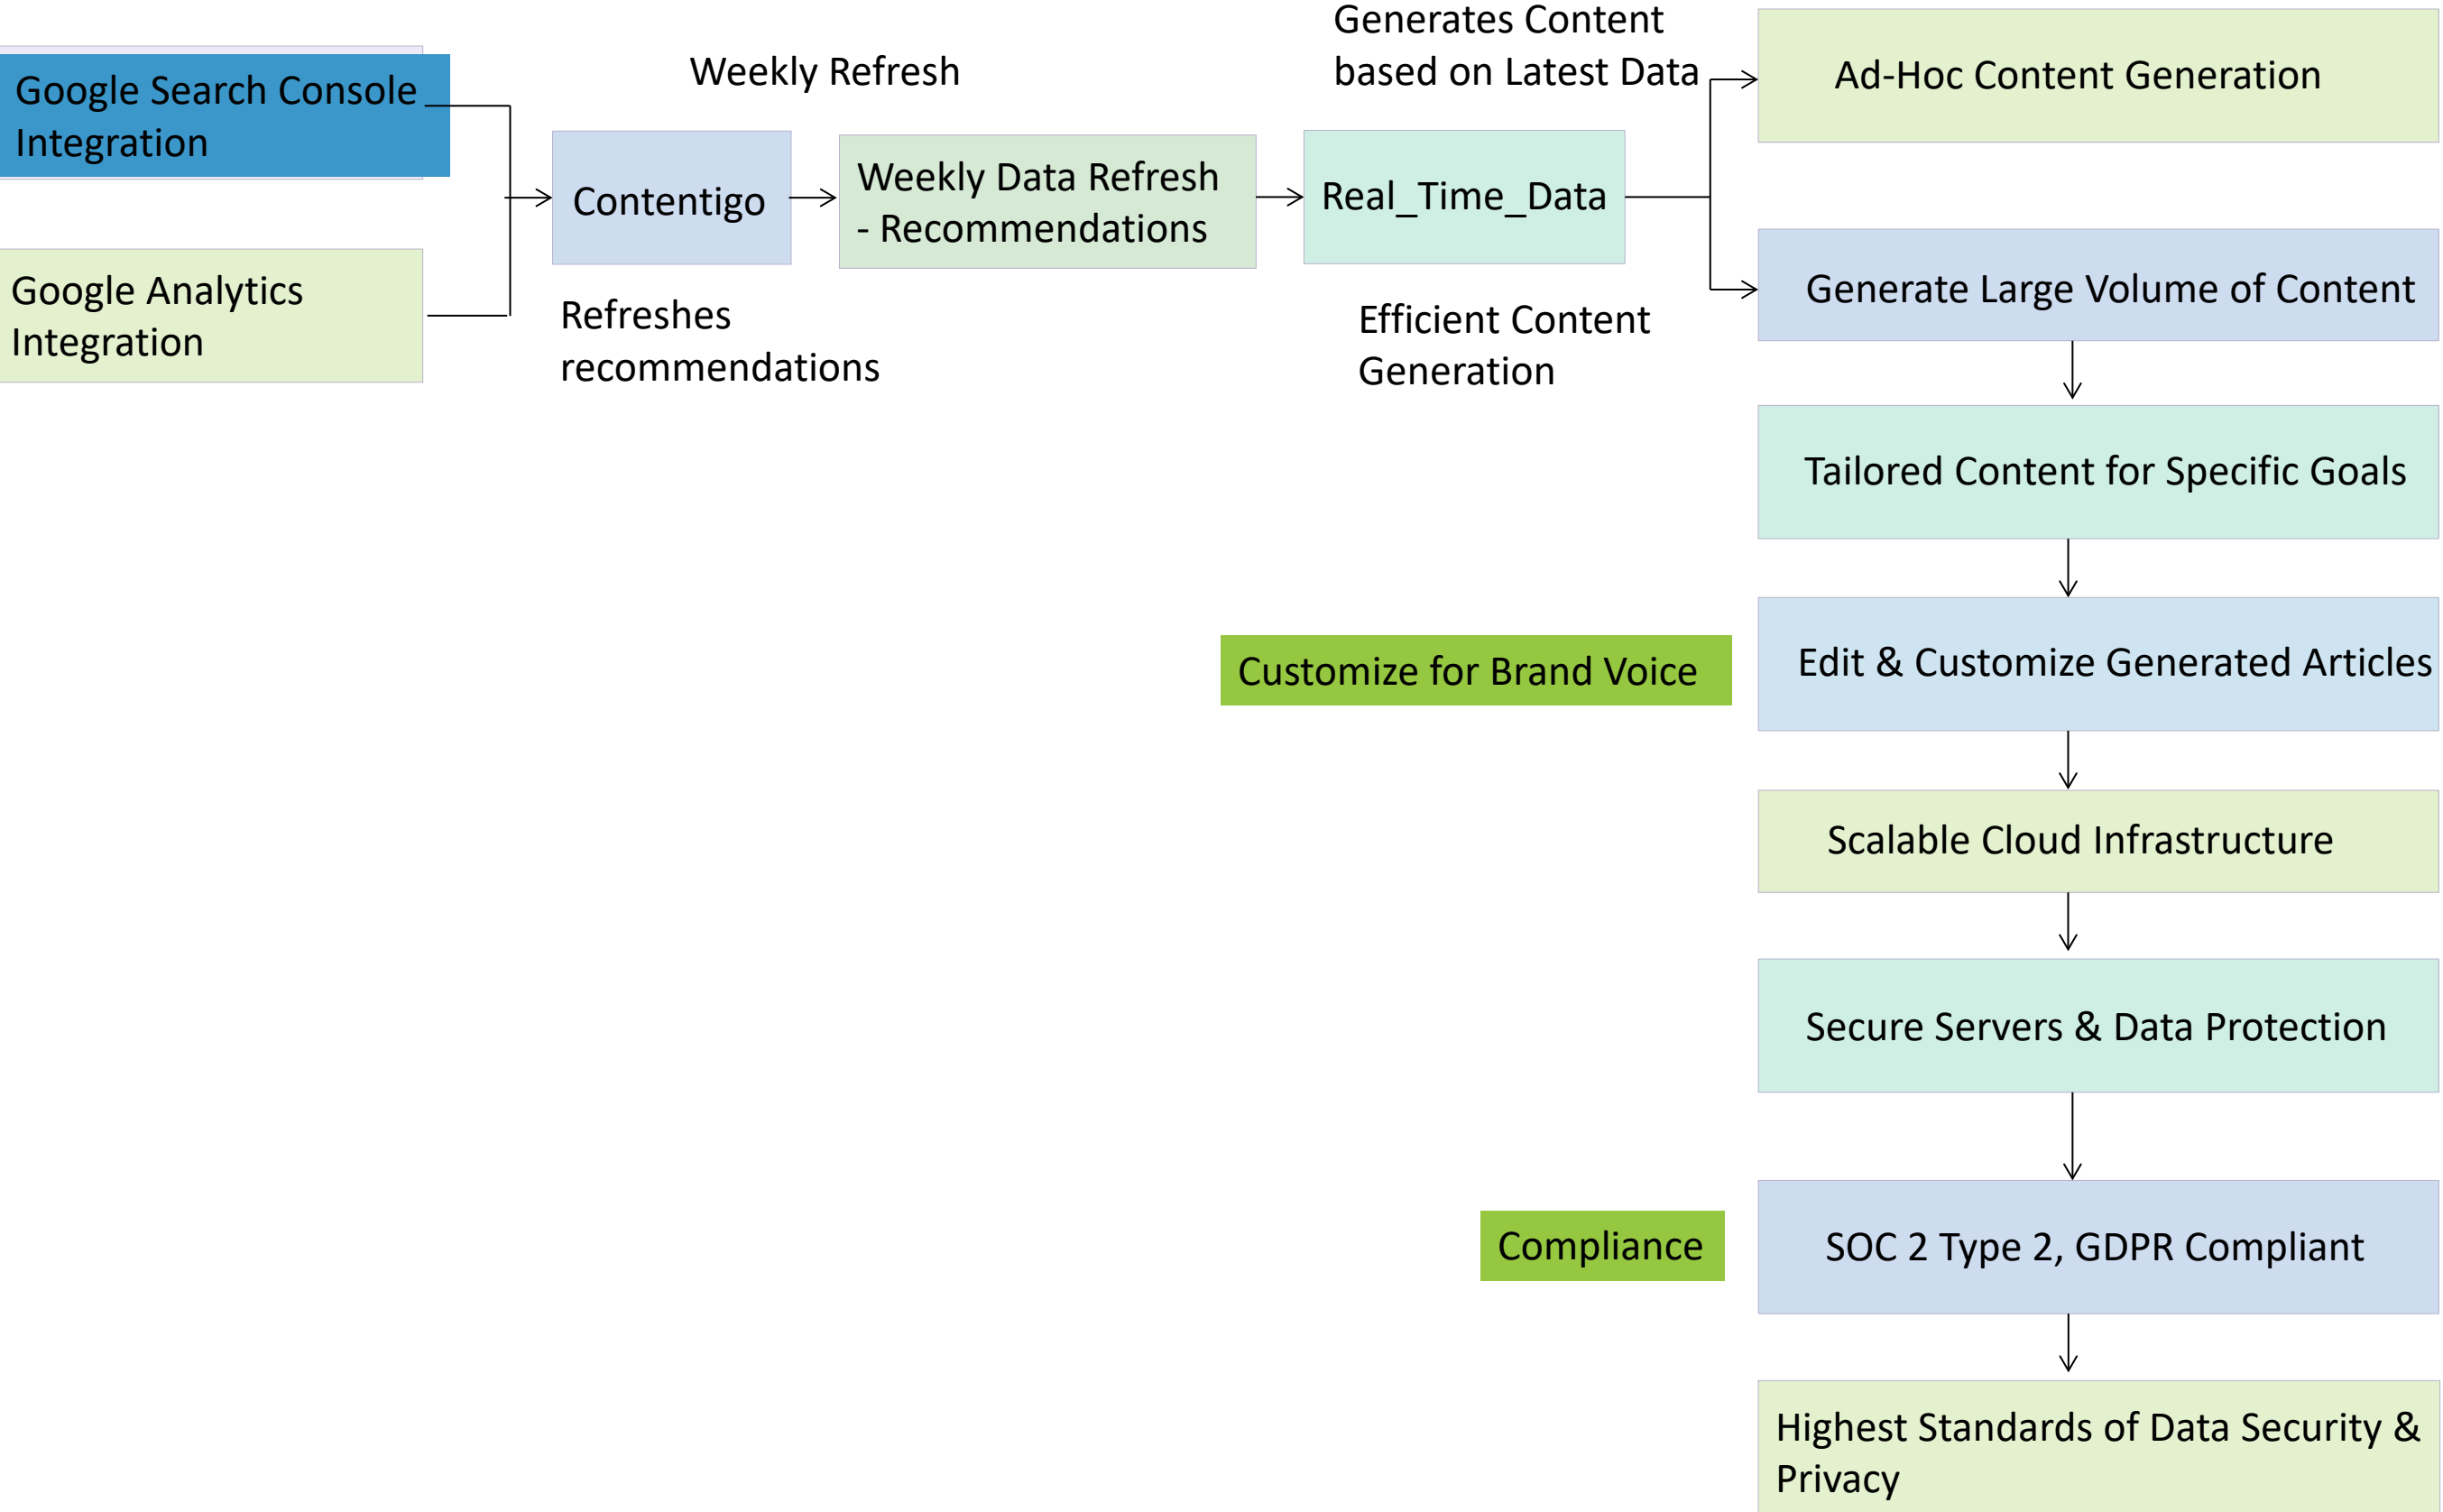 Google Search Console
Integration
Google Analytics
Integration
Weekly Refresh
Contentigo
Refreshes
recommendations
Weekly Data Refresh
- Recommendations
Generates Content
based on Latest Data
Real_Time_Data
Efficient Content
Generation
Ad-Hoc Content Generation
Generate Large Volume of Content
Tailored Content for Specific Goals
Customize for Brand Voice
Edit & Customize Generated Articles
Scalable Cloud Infrastructure
Secure Servers & Data Protection
Compliance
SOC 2 Type 2, GDPR Compliant
Highest Standards of Data Security &
Privacy